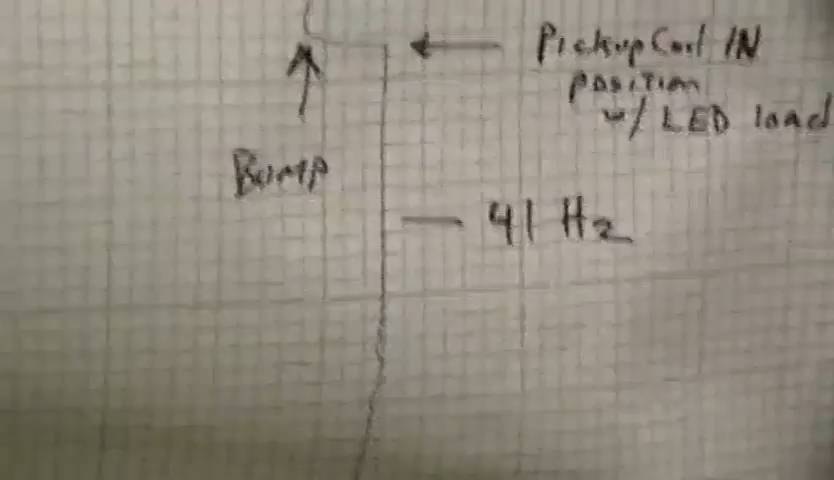 Pickup Coil IN
position
w/ LED load
Bump
41 Hz